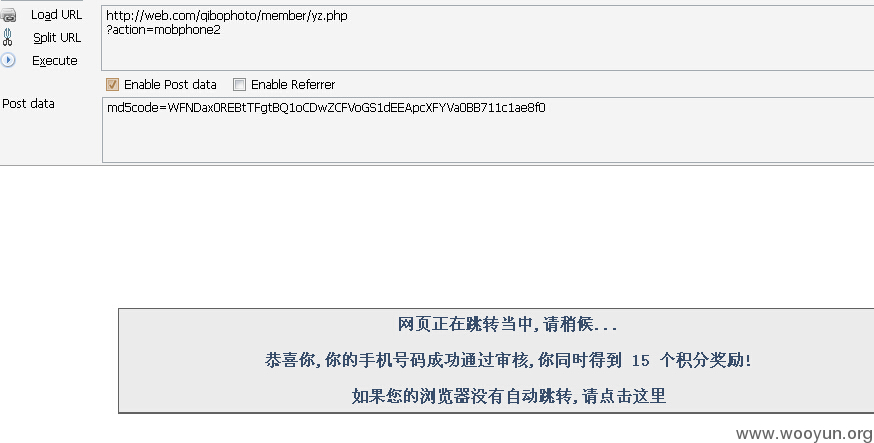 Load URL
http://web.com/qibophoto/member/yz.php
?action=mobphone2
Split URL
Execute
Enable Post data
Enable Referrer
Post data
md5code=WFNDax0REBtTFgtBQ1oCDwZCFVoGS1dEEApcXFYVa0BB711c1ae8f0
网页正在跳转当中,请稍候...
恭喜你,你的手机号码成功通过审核,你同时得到 15 个积分奖励!
如果您的浏览器没有自动跳转,请点击这里
www.wooyun.org